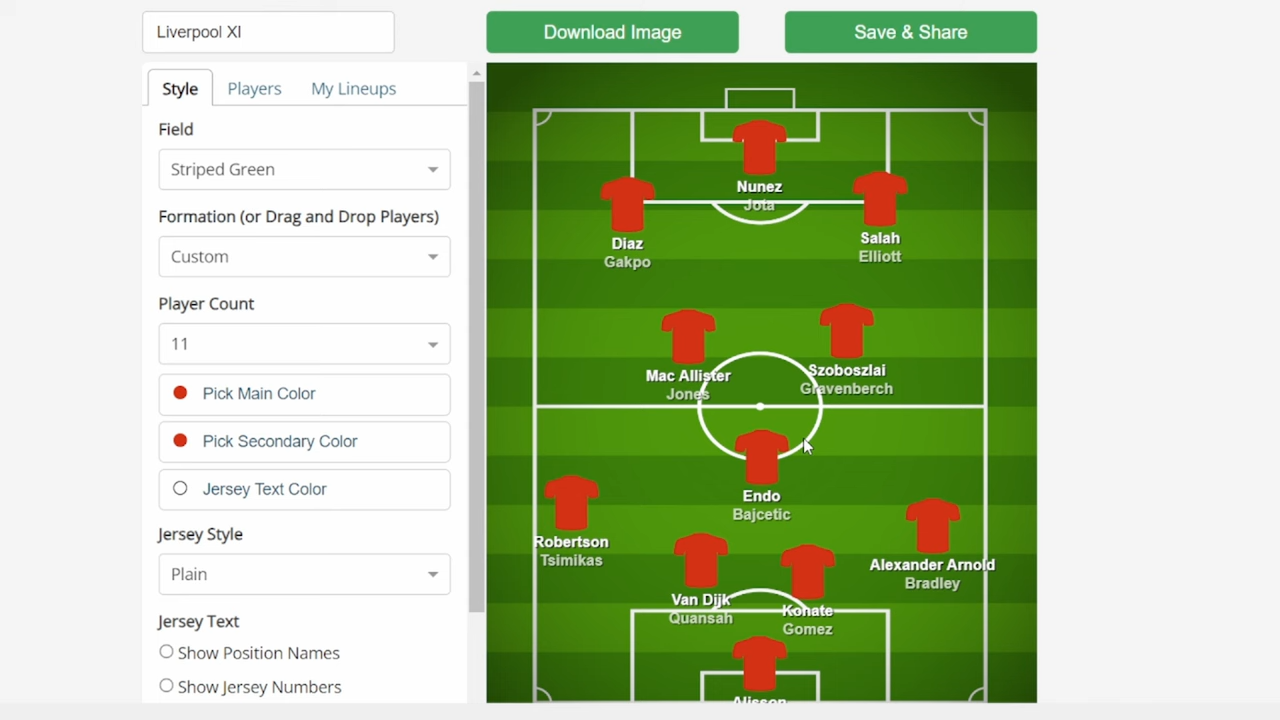 Liverpool XI
Download Image
Save & Share
Style
Players
My Lineups
Field
Striped Green
Formation (or Drag and Drop Players)
Custom
Player Count
11
Pick Main Color
Pick Secondary Color
Jersey Text Color
Jersey Style
Plain
Jersey Text
Show Position Names
Show Jersey Numbers
Nunez
Jota
Diaz
Gakpo
Salah
Elliott
Mac Allister
Jones
Szoboszlai
Gravenberch
Endo
Bajcetic
Robertson
Tsimikas
Alexander Arnold
Bradley
Van Dijk
Quansah
Konate
Gomez
Alisson